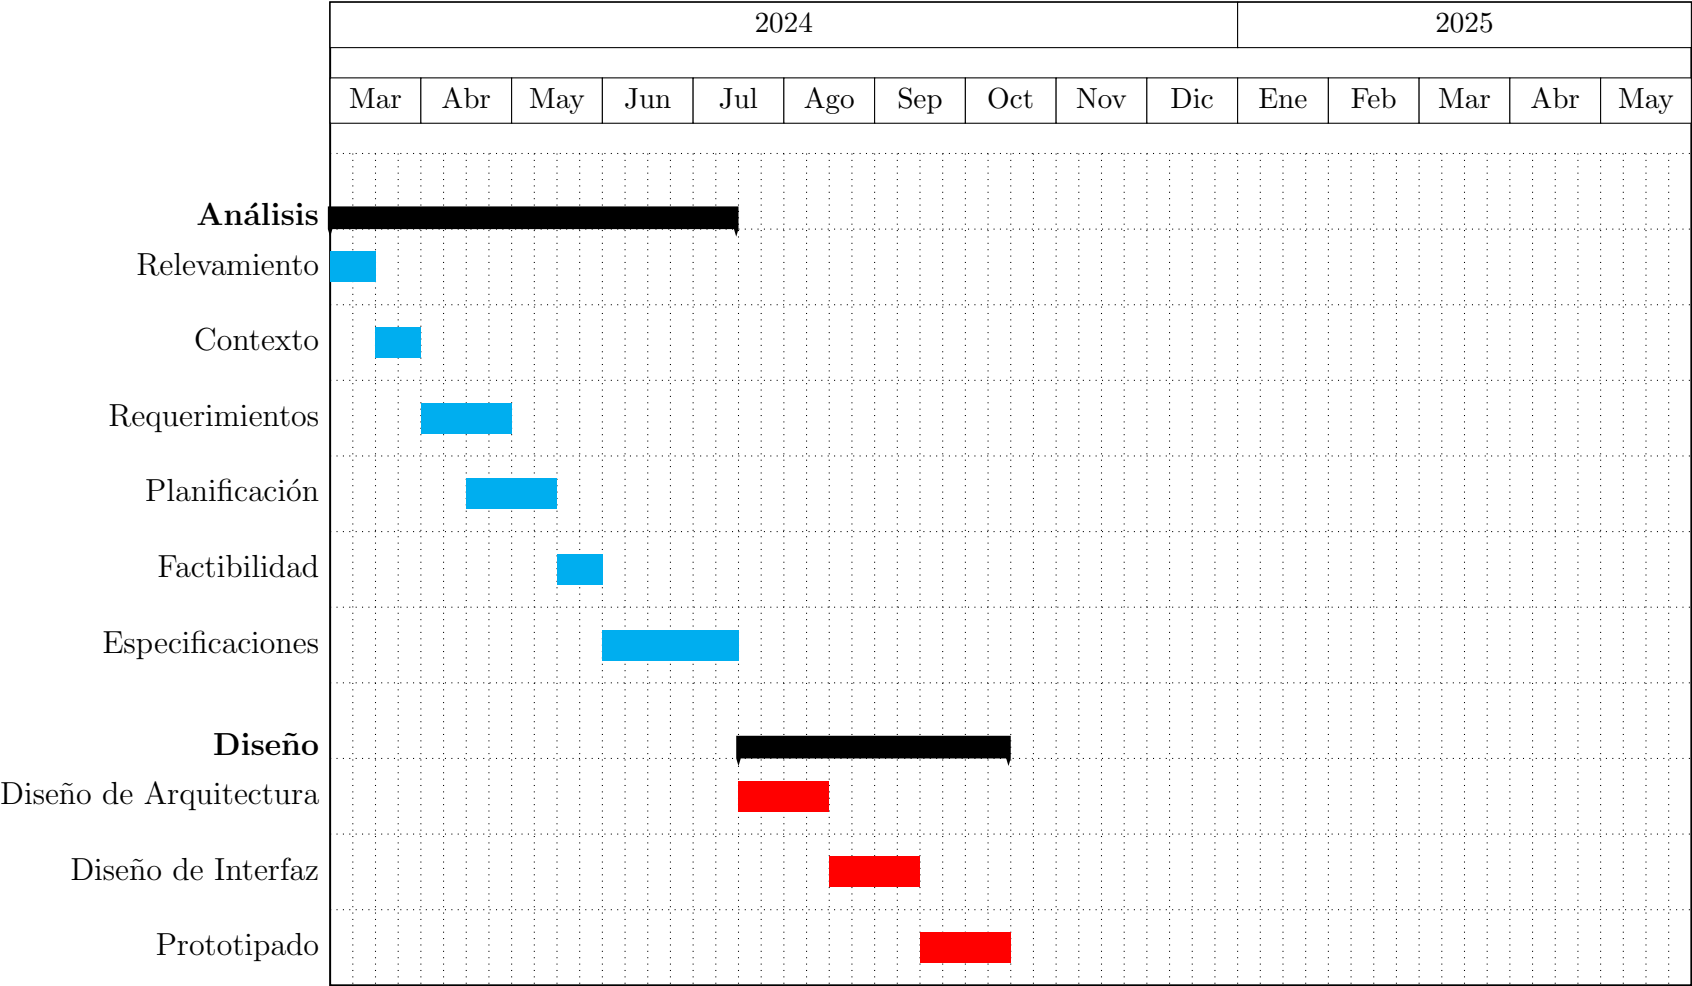 2024 2025
Mar Abr May Jun Jul Ago Sep Oct Nov Dic Ene Feb Mar Abr May
Análisis
Relevamiento
Contexto
Requerimientos
Planificación
Factibilidad
Especificaciones
Diseño
Diseño de Arquitectura
Diseño de Interfaz
Prototipado